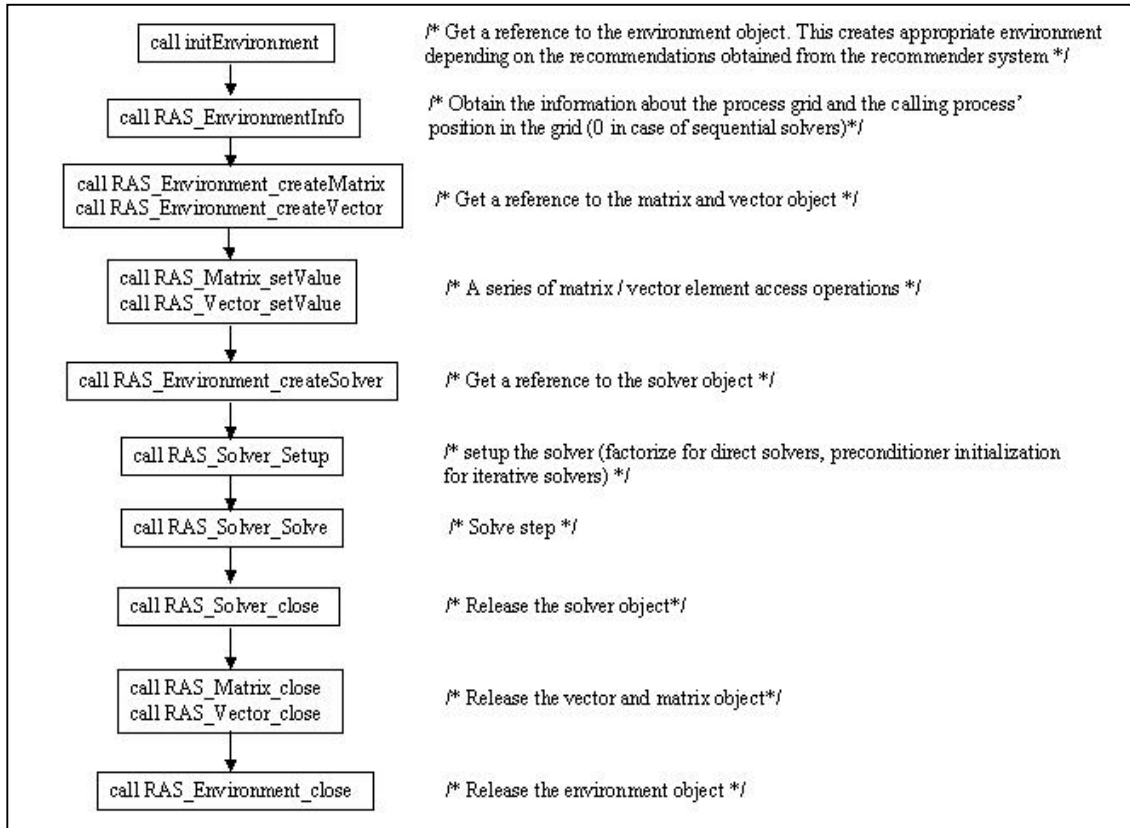 call initEnvironment
/* Get a reference to the environment object. This creates appropriate environment
depending on the recommendations obtained from the recommender system */
call RAS_EnvironmentInfo
/* Obtain the information about the process grid and the calling process'
position in the grid (0 in case of sequential solvers)*/
call RAS_Environment_createMatrix
call RAS_Environment_createVector
/* Get a reference to the matrix and vector object */
call RAS_Matrix_setValue
call RAS_Vector_setValue
/* A series of matrix / vector element access operations */
call RAS_Environment_createSolver
/* Get a reference to the solver object */
call RAS_Solver_Setup
/* setup the solver (factorize for direct solvers, preconditioner initialization
for iterative solvers) */
call RAS_Solver_Solve
/* Solve step */
call RAS_Solver_close
/* Release the solver object*/
call RAS_Matrix_close
call RAS_Vector_close
/* Release the vector and matrix object*/
call RAS_Environment_close
/* Release the environment object */